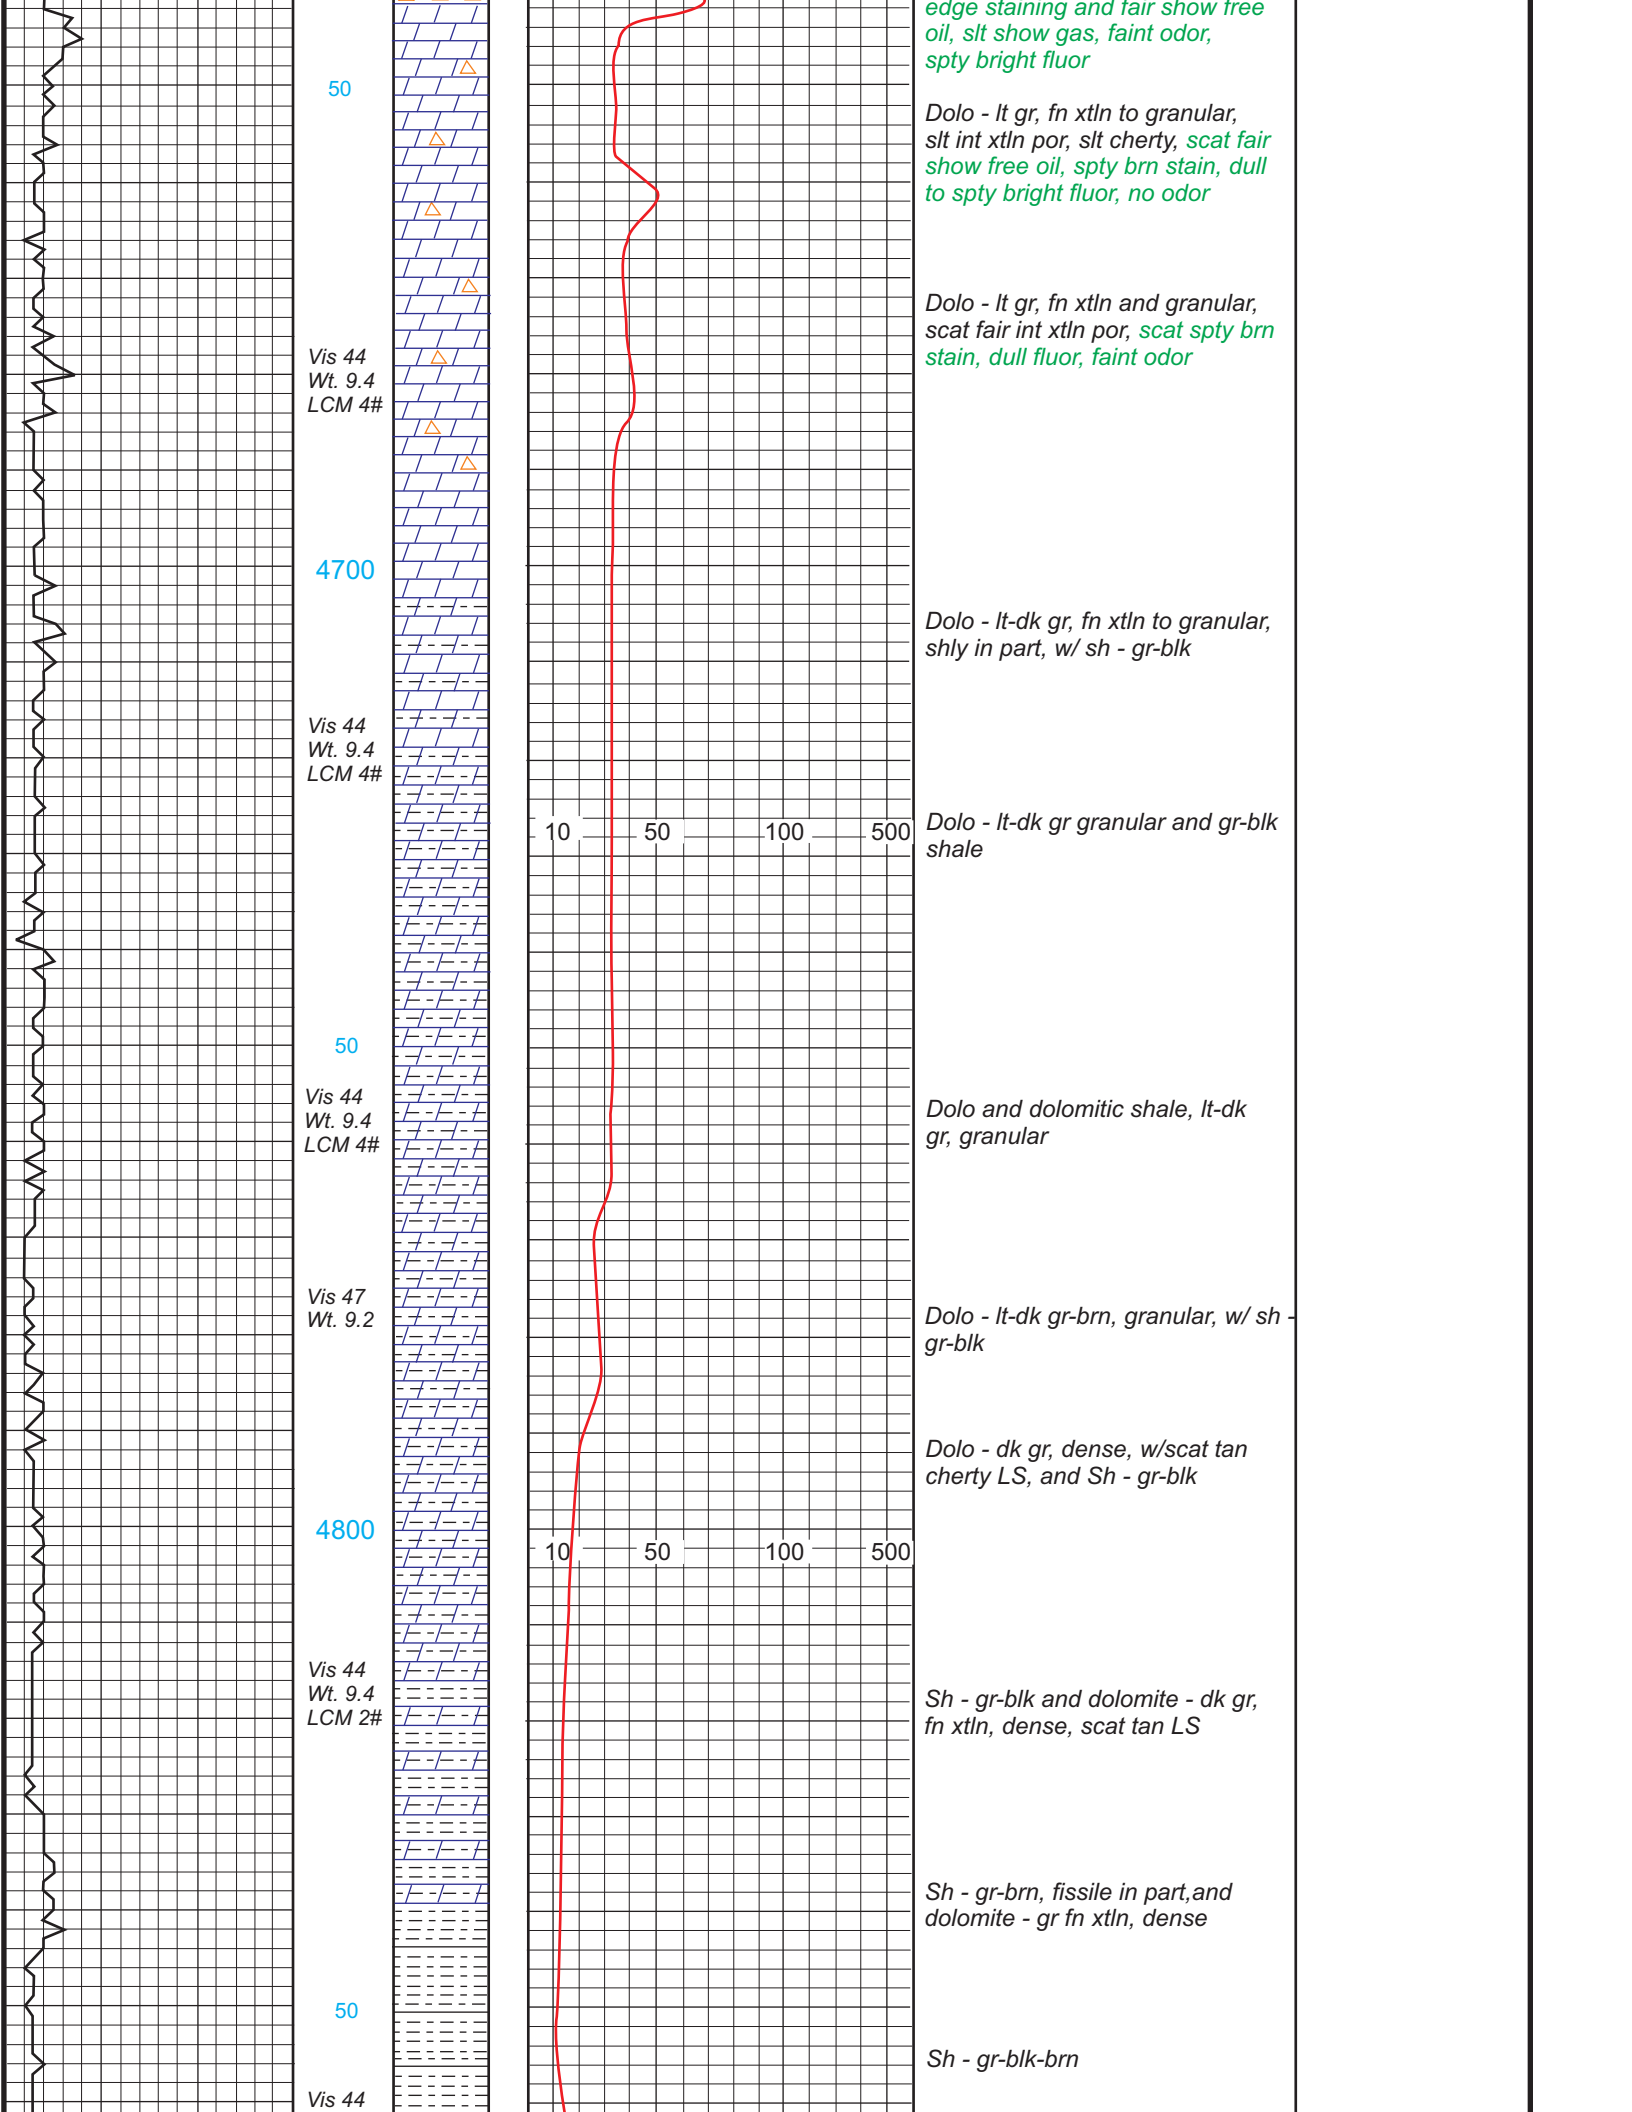 edge staining and fair show free
oil, slt show gas, faint odor,
spty bright fluor
50
Dolo - lt gr, fn xtln to granular,
slt int xtln por, slt cherty, scat fair
show free oil, spty brn stain, dull
to spty bright fluor, no odor
Dolo - lt gr, fn xtln and granular,
scat fair int xtln por, scat spty brn
stain, dull fluor, faint odor
Vis 44
Wt. 9.4
LCM 4#
4700
Dolo - lt-dk gr, fn xtln to granular,
shly in part, w/ sh - gr-blk
Vis 44
Wt. 9.4
LCM 4#
10 50 100 500
Dolo - lt-dk gr granular and gr-blk
shale
50
Vis 44
Wt. 9.4
LCM 4#
Dolo and dolomitic shale, lt-dk
gr, granular
Vis 47
Wt. 9.2
Dolo - lt-dk gr-brn, granular, w/ sh -
gr-blk
Dolo - dk gr, dense, w/scat tan
cherty LS, and Sh - gr-blk
4800
10 50 100 500
Vis 44
Wt. 9.4
LCM 2#
Sh - gr-blk and dolomite - dk gr,
fn xtln, dense, scat tan LS
Sh - gr-brn, fissile in part,and
dolomite - gr fn xtln, dense
50
Sh - gr-blk-brn
Vis 44